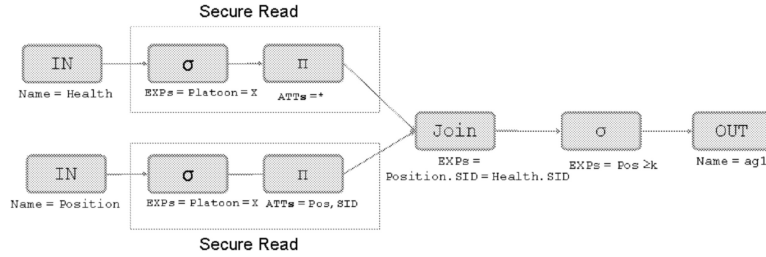 Secure Read
IN
σ
π
Name = Health
EXPs = Platoon = X
ATTs =*
Join
σ
OUT
EXPs =
Position.SID = Health.SID
EXPs = Pos ≥k
Name = ag1
IN
σ
π
Name = Position
EXPs = Platoon = X
ATTs = Pos, SID
Secure Read